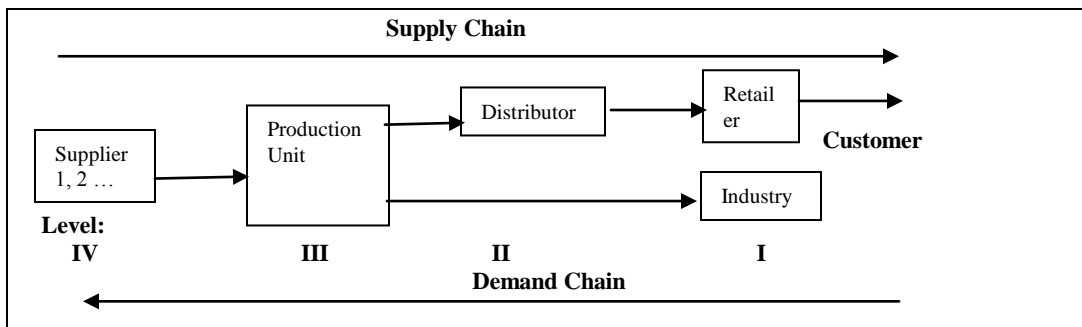 Supply Chain
Retail
er
Distributor
Production
Unit
Customer
Supplier
1, 2 …
Industry
Level:
IV
III
II
I
Demand Chain